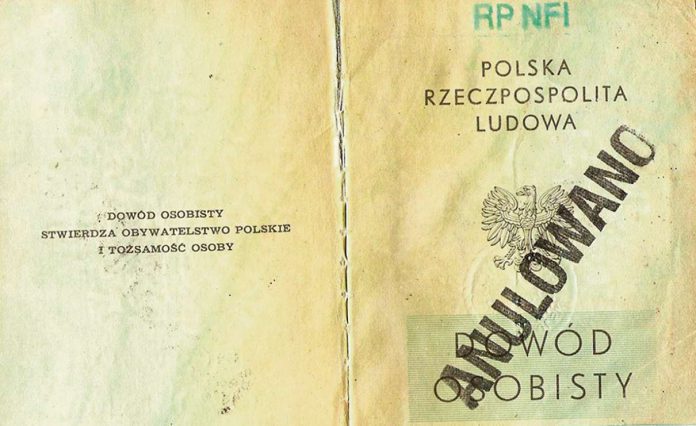 DOWÓD OSOBISTY
STWIERDZA OBYWATELSTWO POLSKIE
I TOŻSAMOŚĆ OSOBY
RP NFI
POLSKA
RZECZPOSPOLITA
LUDOWA
ANULOWANO
DOWÓD
OSOBISTY